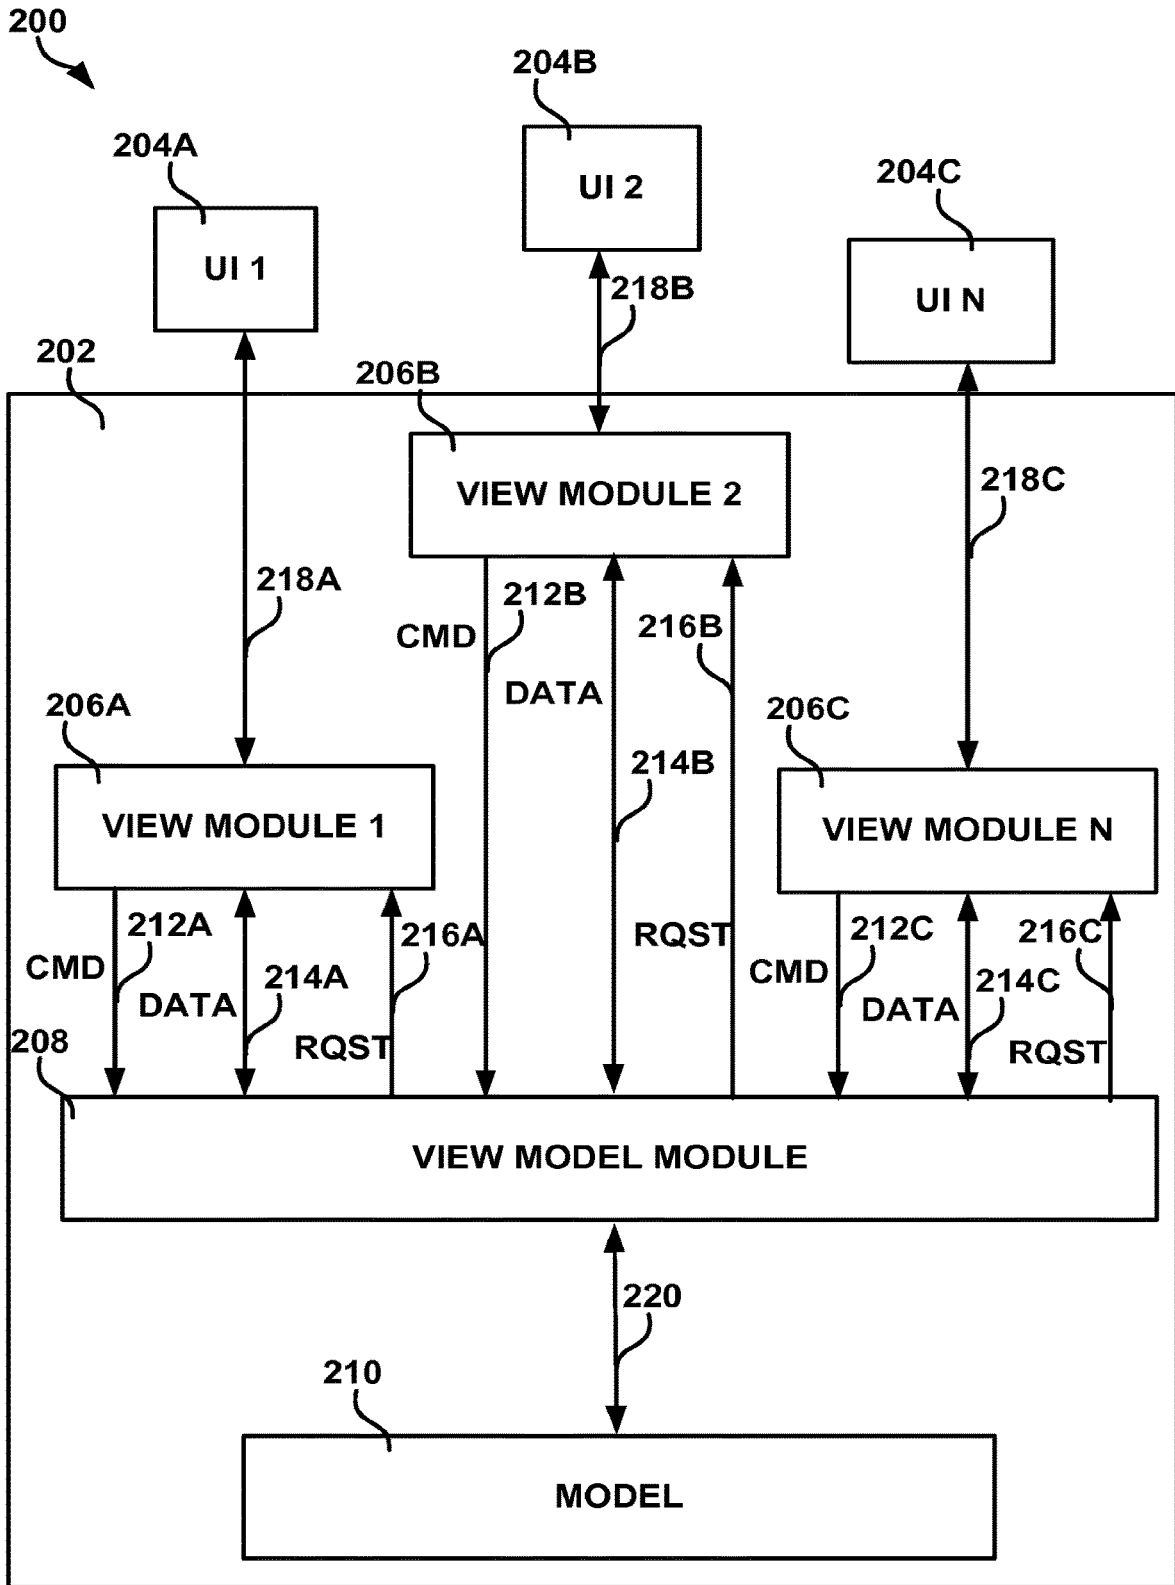 200
204B
204A
UI 2
204C
UI 1
218B
UI N
202
206B
VIEW MODULE 2
218C
218A
212B
216B
CMD
DATA
206A
206C
214B
VIEW MODULE 1
VIEW MODULE N
212A
216A
RQST
212C
216C
CMD
CMD
DATA
214A
DATA
214C
208
RQST
RQST
VIEW MODEL MODULE
220
210
MODEL